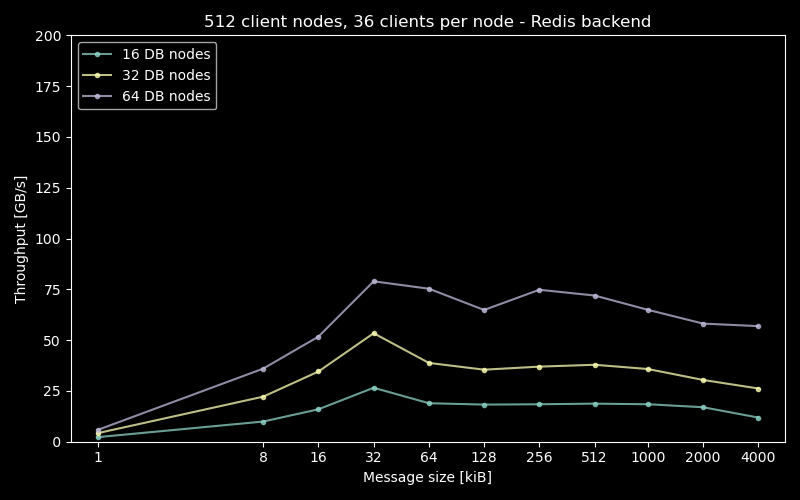 512 client nodes, 36 clients per node - Redis backend
200
175
150
125
100
75
50
25
0
Throughput [GB/s]
16 DB nodes
32 DB nodes
64 DB nodes
1 8 16 32 64 128 256 512 1000 2000 4000
Message size [kiB]